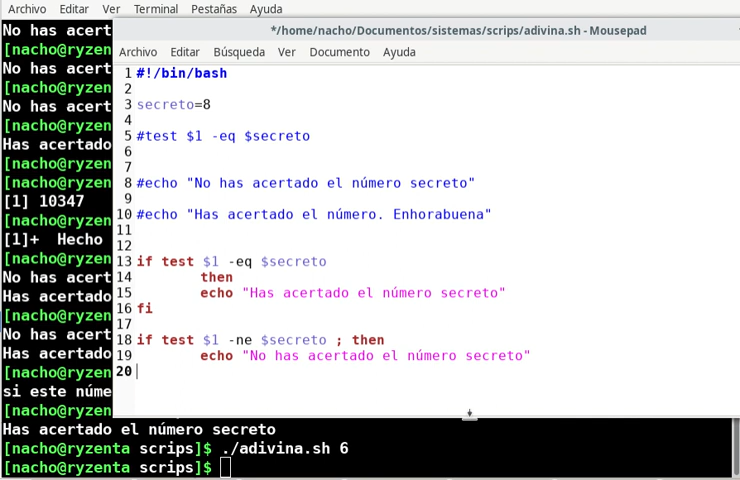 Archivo Editar Ver Terminal Pestañas Ayuda
No has acert
[nacho@ryzen
No has acert
[nacho@ryzen
No has acert
[nacho@ryzen
Has acertado
[nacho@ryzen
[nacho@ryzen
[1] 10347
[nacho@ryzen
[1]+ Hecho
[nacho@ryzen
No has acert
Has acertado
[nacho@ryzen
No has acert
Has acertado
[nacho@ryzen
si este núme
[nacho@ryzen
Has acertado el número secreto
[nacho@ryzenta scrips]$ ./adivina.sh 6
[nacho@ryzenta scrips]$
*/home/nacho/Documentos/sistemas/scrips/adivina.sh - Mousepad
Archivo Editar Búsqueda Ver Documento Ayuda
1 #!/bin/bash
2
3 secreto=8
4
5 #test $1 -eq $secreto
6
7
8 #echo "No has acertado el número secreto"
9
10 #echo "Has acertado el número. Enhorabuena"
11
12
13 if test $1 -eq $secreto
14 then
15 echo "Has acertado el número secreto"
16 fi
17
18 if test $1 -ne $secreto ; then
19 echo "No has acertado el número secreto"
20